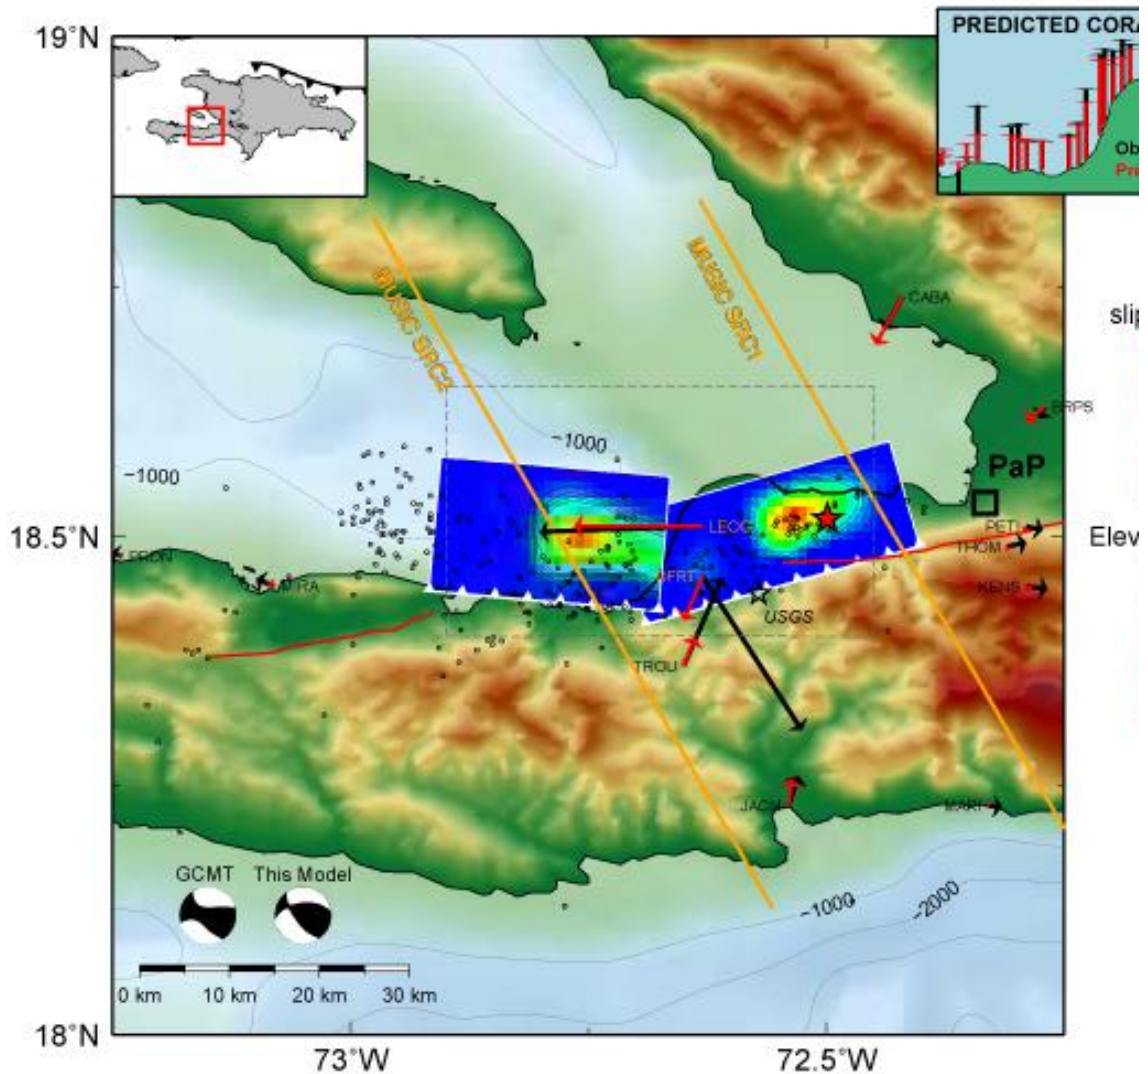 19°N
PREDICTED CORA
Ob
Pre
MUSIC SRC2
MUSIC SRC1
CABA
slip
BRPS
~1000
~1000
PaP
18.5°N
LEOG
PETI
THOM
Elev
PRDN
SFRT
KENS
USGS
TROU
JACM
MARI
GCMT
This Model
~1000
~2000
0 km
10 km
20 km
30 km
18°N
73°W
72.5°W